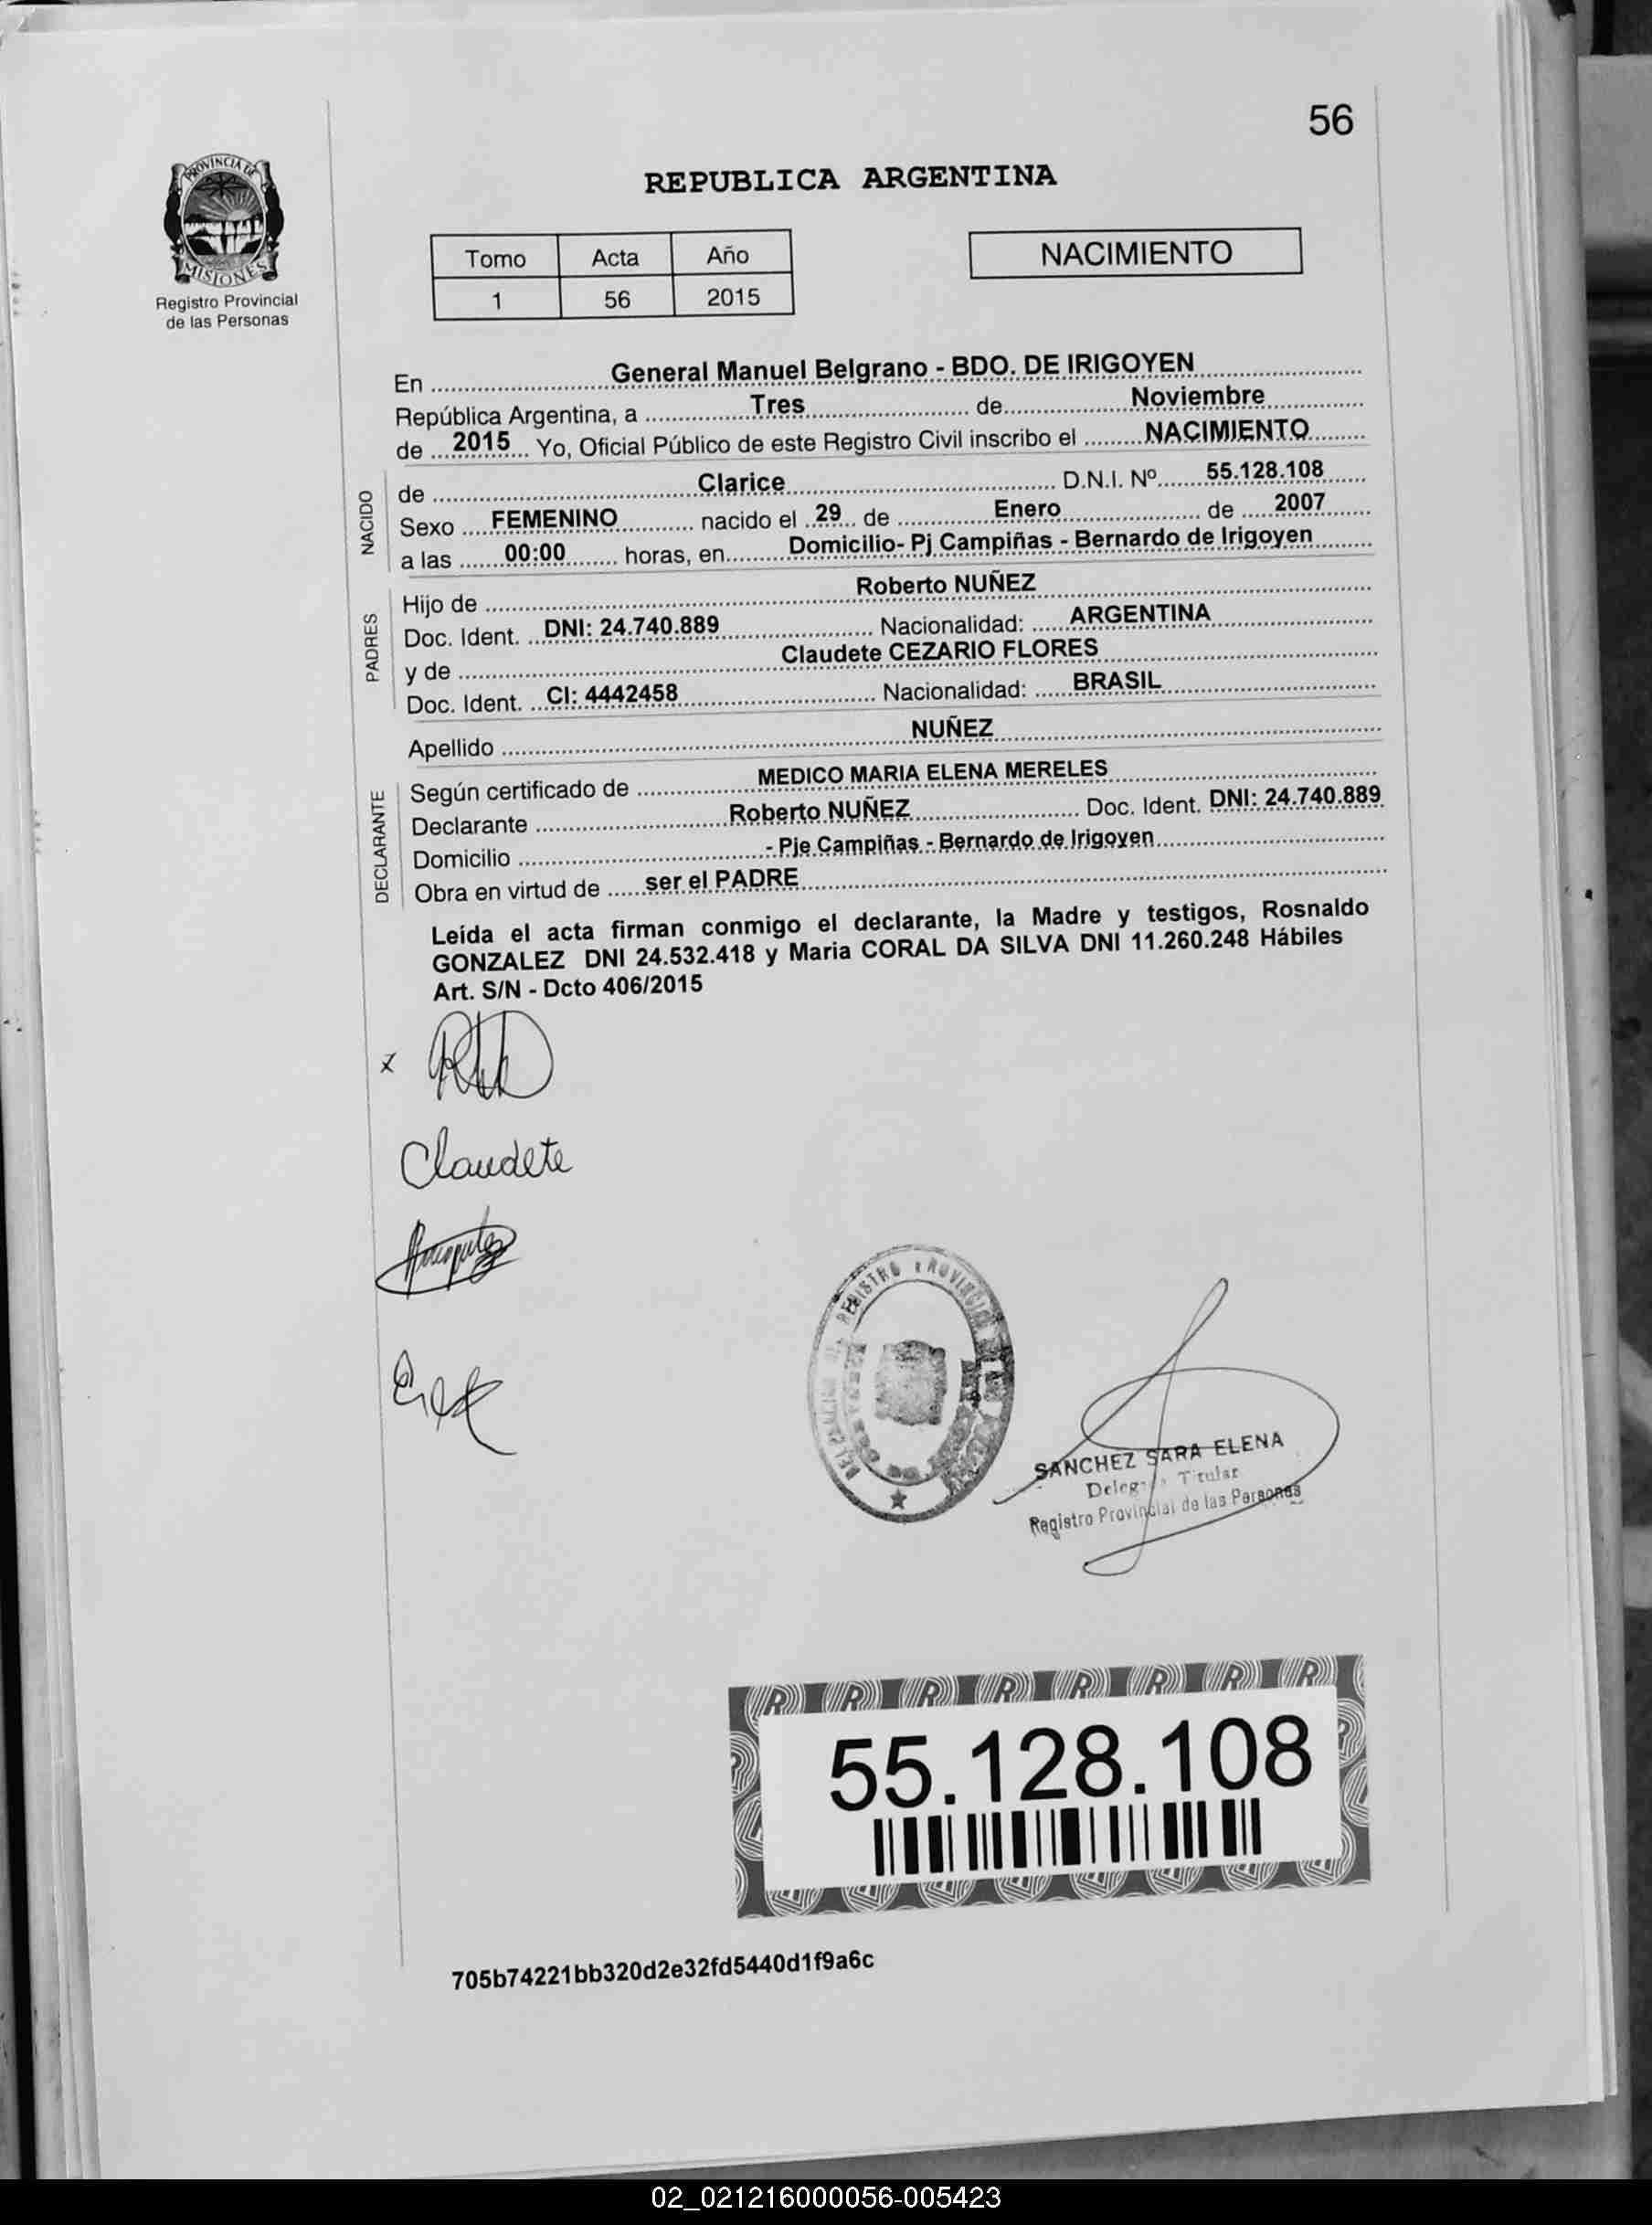 56
PROVINCIA DE
MISIONES
Registro Provincial
de las Personas
REPUBLICA ARGENTINA
Tomo Acta Año
1 56 2015
NACIMIENTO
En General Manuel Belgrano - BDO. DE IRIGOYEN
República Argentina, a Tres de Noviembre
de 2015 Yo, Oficial Público de este Registro Civil inscribo el NACIMIENTO
NACIDO
de Clarice D.N.I. Nº 55.128.108
Sexo FEMENINO nacido el 29 de Enero de 2007
a las 00:00 horas, en Domicilio- Pj Campiñas - Bernardo de Irigoyen
PADRES
Hijo de Roberto NUÑEZ
Doc. Ident. DNI: 24.740.889 Nacionalidad: ARGENTINA
y de Claudete CEZARIO FLORES
Doc. Ident. CI: 4442458 Nacionalidad: BRASIL
Apellido NUÑEZ
DECLARANTE
Según certificado de MEDICO MARIA ELENA MERELES
Declarante Roberto NUÑEZ Doc. Ident. DNI: 24.740.889
Domicilio - Pje Campiñas - Bernardo de Irigoyen
Obra en virtud de ser el PADRE
Leída el acta firman conmigo el declarante, la Madre y testigos, Rosnaldo
GONZALEZ DNI 24.532.418 y Maria CORAL DA SILVA DNI 11.260.248 Hábiles
Art. S/N - Dcto 406/2015
x
Claudete
REGISTRO PROVINCIAL
SANCHEZ SARA ELENA
Titular
Registro Provincial de las Personas
55.128.108
705b74221bb320d2e32fd5440d1f9a6c
02_021216000056-005423